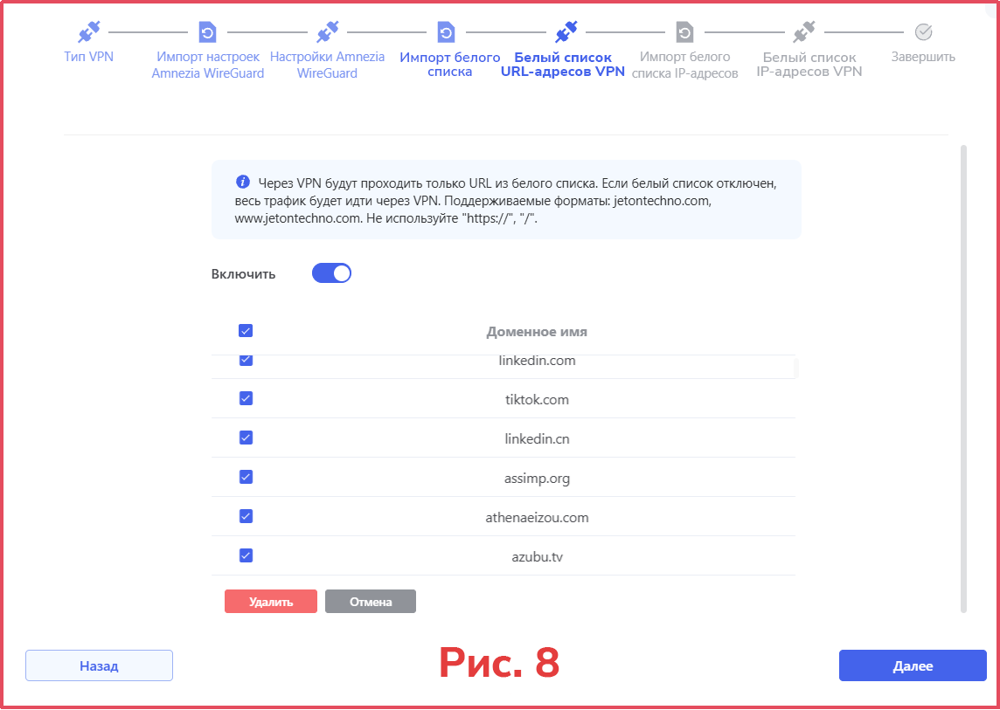 Тип VPN
Импорт настроек
Amnezia WireGuard
Настройки Amnezia
WireGuard
Импорт белого
списка
Белый список
URL-адресов VPN
Импорт белого
списка IP-адресов
Белый список
IP-адресов VPN
Завершить
Через VPN будут проходить только URL из белого списка. Если белый список отключен,
весь трафик будет идти через VPN. Поддерживаемые форматы: jetontechno.com,
www.jetontechno.com. Не используйте "https://", "/".
Включить
Доменное имя
linkedin.com
tiktok.com
linkedin.cn
assimp.org
athenaeizou.com
azubu.tv
Удалить
Отмена
Назад
Рис. 8
Далее